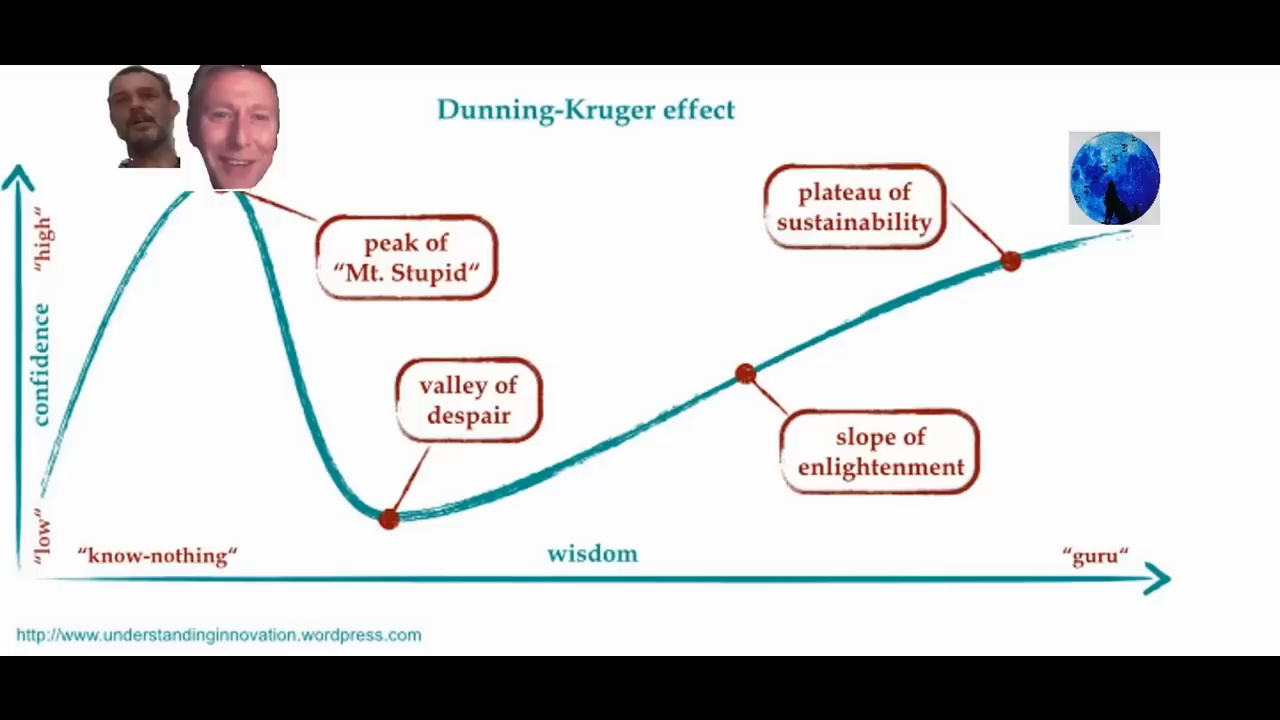 Dunning-Kruger effect
plateau of
sustainability
peak of
“Mt. Stupid“
“high“
confidence
“low“
valley of
despair
slope of
enlightenment
“know-nothing“
wisdom
“guru“
http://www.understandinginnovation.wordpress.com